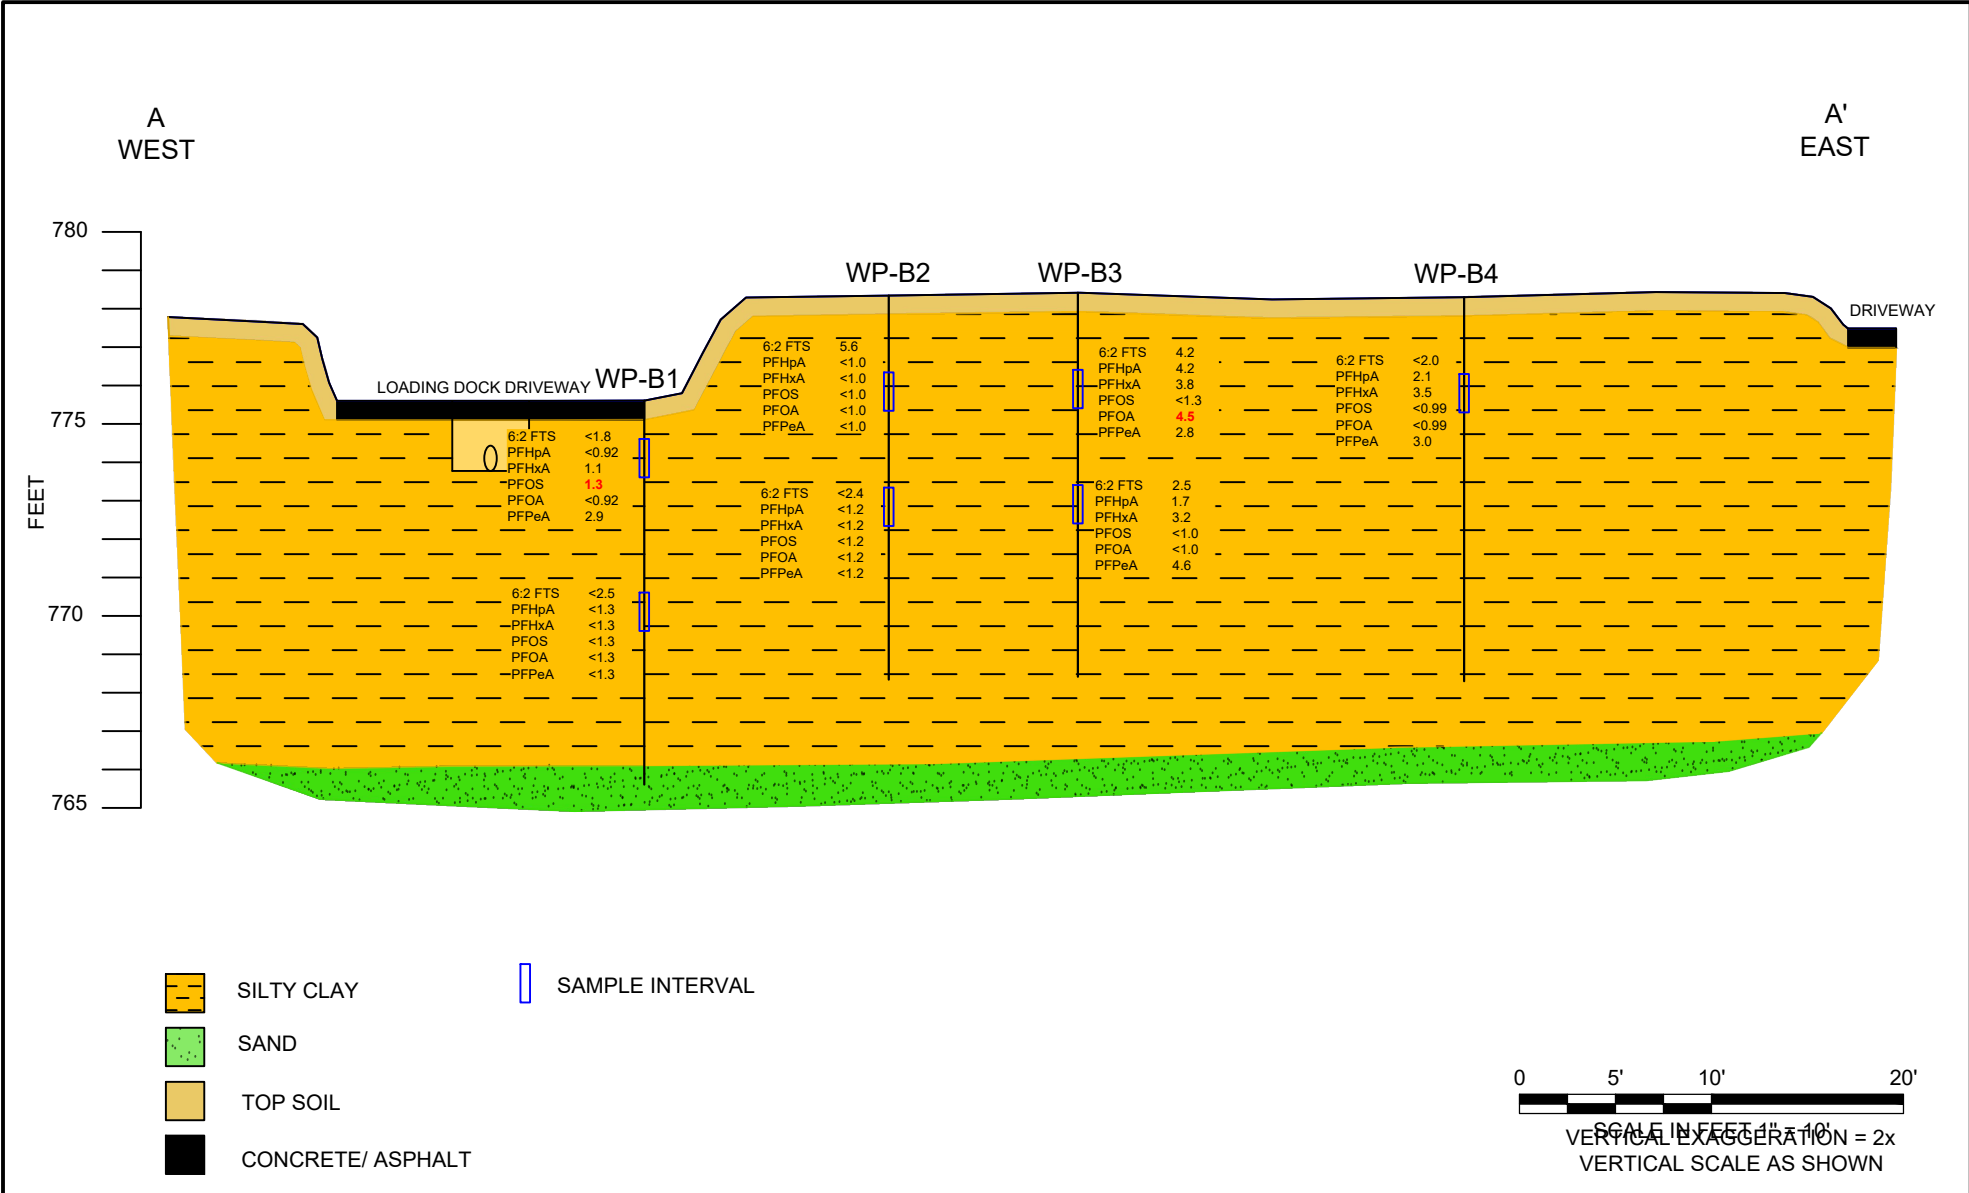 A
WEST
A'
EAST
780
775
770
765
FEET
WP-B1
WP-B2
WP-B3
WP-B4
LOADING DOCK DRIVEWAY
DRIVEWAY
6:2 FTS <1.8
PFHpA <0.92
PFHxA 1.1
PFOS 1.3
PFOA <0.92
PFPeA 2.9
6:2 FTS <2.5
PFHpA <1.3
PFHxA <1.3
PFOS <1.3
PFOA <1.3
PFPeA <1.3
6:2 FTS 5.6
PFHpA <1.0
PFHxA <1.0
PFOS <1.0
PFOA <1.0
PFPeA <1.0
6:2 FTS <2.4
PFHpA <1.2
PFHxA <1.2
PFOS <1.2
PFOA <1.2
PFPeA <1.2
6:2 FTS 4.2
PFHpA 4.2
PFHxA 3.8
PFOS <1.3
PFOA 4.5
PFPeA 2.8
6:2 FTS 2.5
PFHpA 1.7
PFHxA 3.2
PFOS <1.0
PFOA <1.0
PFPeA 4.6
6:2 FTS <2.0
PFHpA 2.1
PFHxA 3.5
PFOS <0.99
PFOA <0.99
PFPeA 3.0
SILTY CLAY
SAND
TOP SOIL
CONCRETE/ ASPHALT
SAMPLE INTERVAL
0 5' 10' 20'
SCALE IN FEET 1" = 10'
VERTICAL EXAGGERATION = 2x
VERTICAL SCALE AS SHOWN